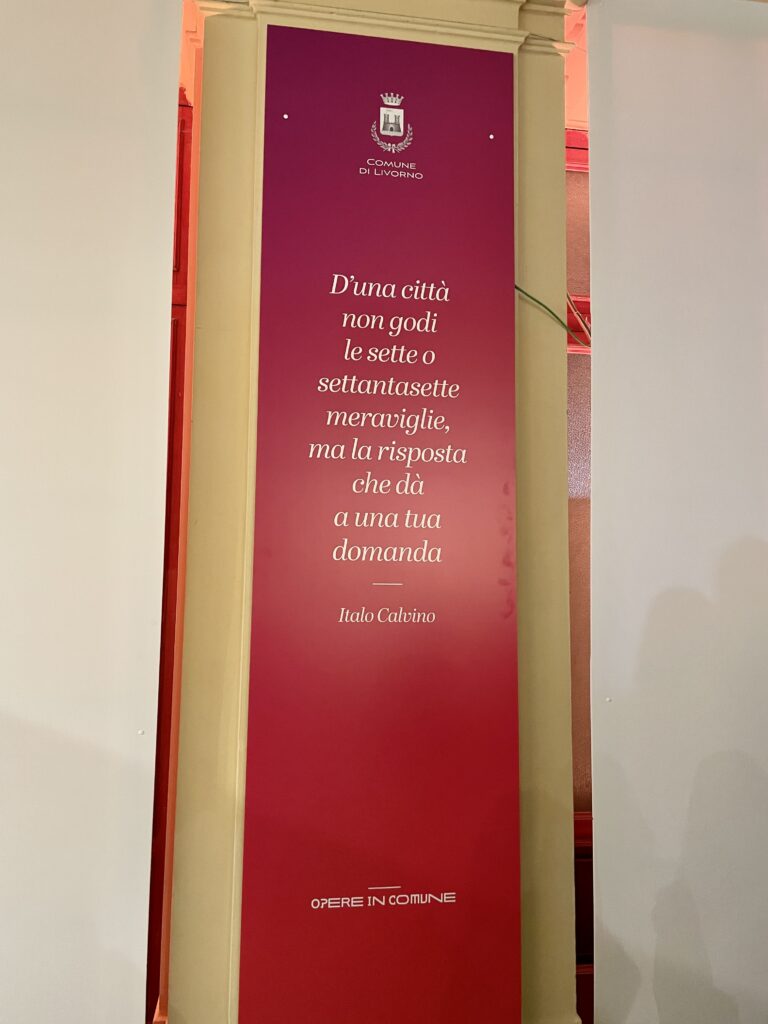 COMUNE
DI LIVORNO
D'una città
non godi
le sette o
settantasette
meraviglie,
ma la risposta
che dà
a una tua
domanda
Italo Calvino
OPERE IN COMUNE